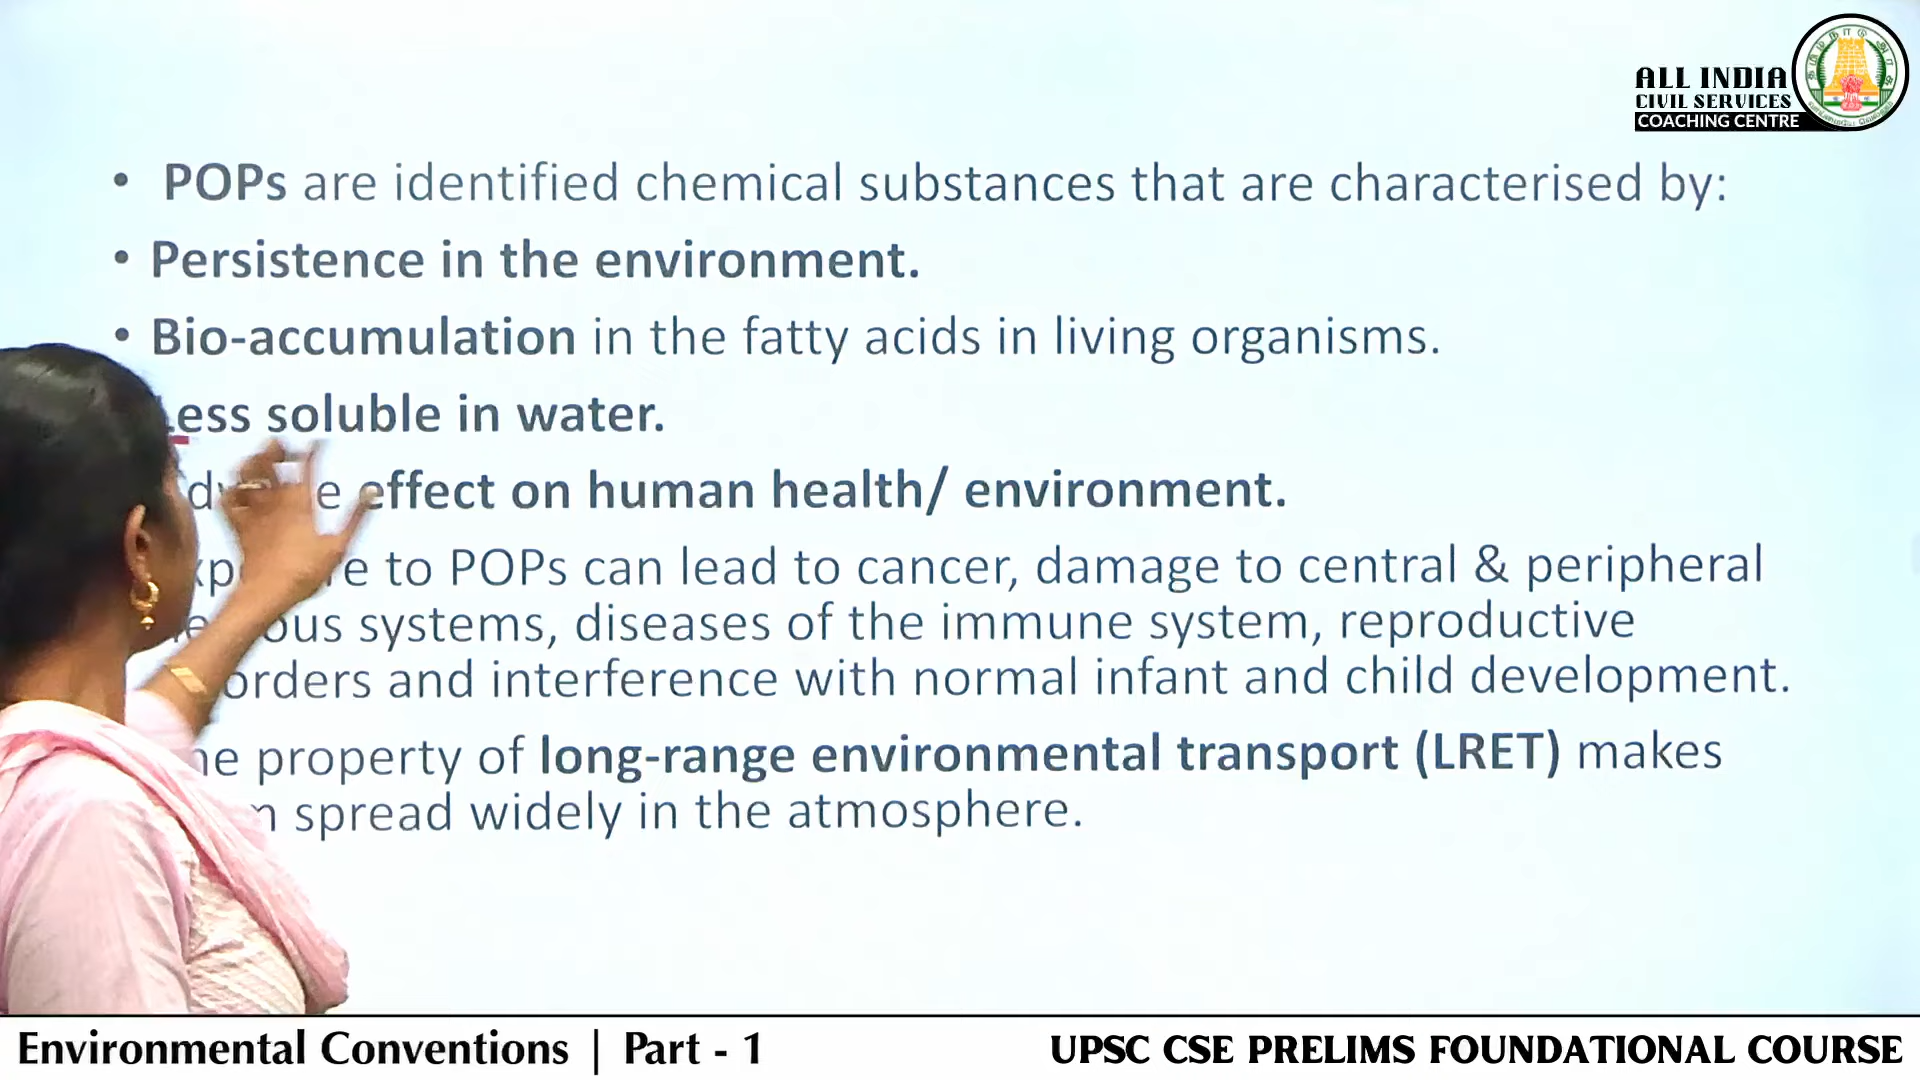 ALL INDIA
CIVIL SERVICES
COACHING CENTRE
• POPs are identified chemical substances that are characterised by:
• Persistence in the environment.
• Bio-accumulation in the fatty acids in living organisms.
Less soluble in water.
effect on human health/ environment.
to POPs can lead to cancer, damage to central & peripheral
systems, diseases of the immune system, reproductive
and interference with normal infant and child development.
property of long-range environmental transport (LRET) makes
spread widely in the atmosphere.
Environmental Conventions | Part - 1
UPSC CSE PRELIMS FOUNDATIONAL COURSE